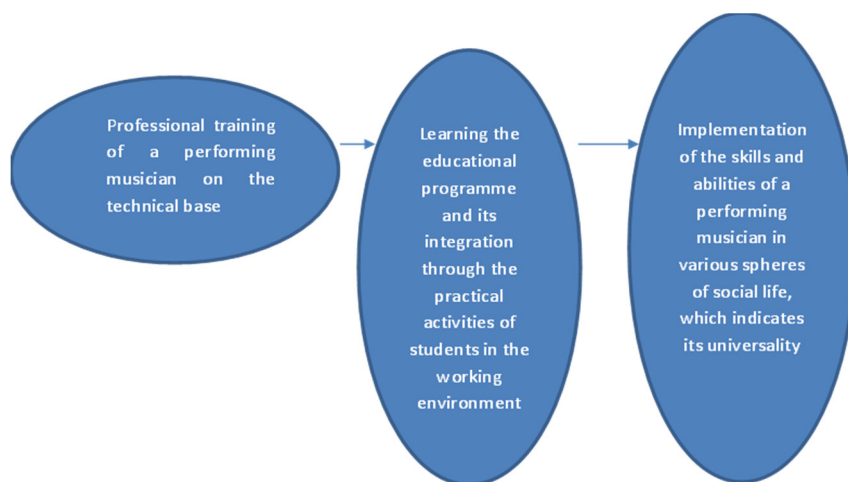 Professional training
of a performing
musician on the
technical base
Learning the
educational
programme
and its
integration
through the
practical
activities of
students in the
working
environment
Implementation
of the skills and
abilities of a
performing
musician in
various spheres
of social life,
which indicates
its universality